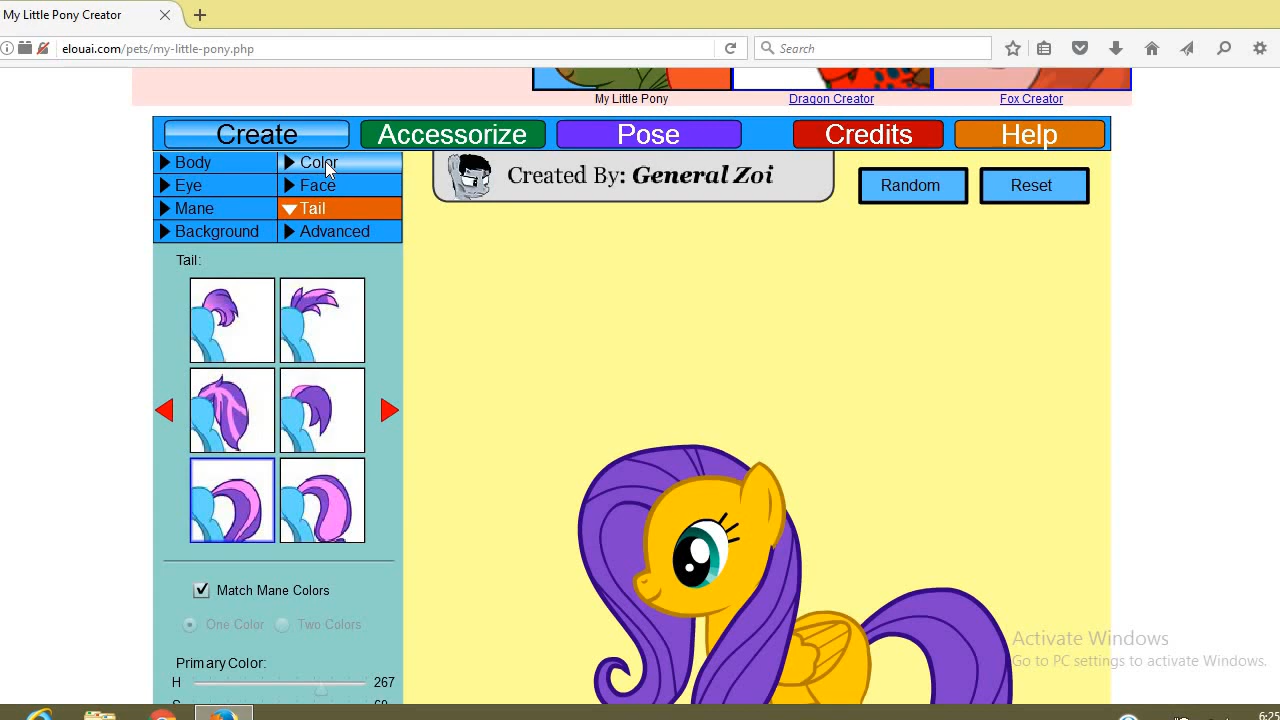 My Little Pony Creator
elouai.com/pets/my-little-pony.php
Search
My Little Pony
Dragon Creator
Fox Creator
Create
Accessorize
Pose
Credits
Help
Body
Color
Eye
Face
Mane
Tail
Background
Advanced
Created By: General Zoi
Random
Reset
Tail:
Match Mane Colors
One Color
Two Colors
Primary Color:
H
267
Activate Windows
Go to PC settings to activate Windows.